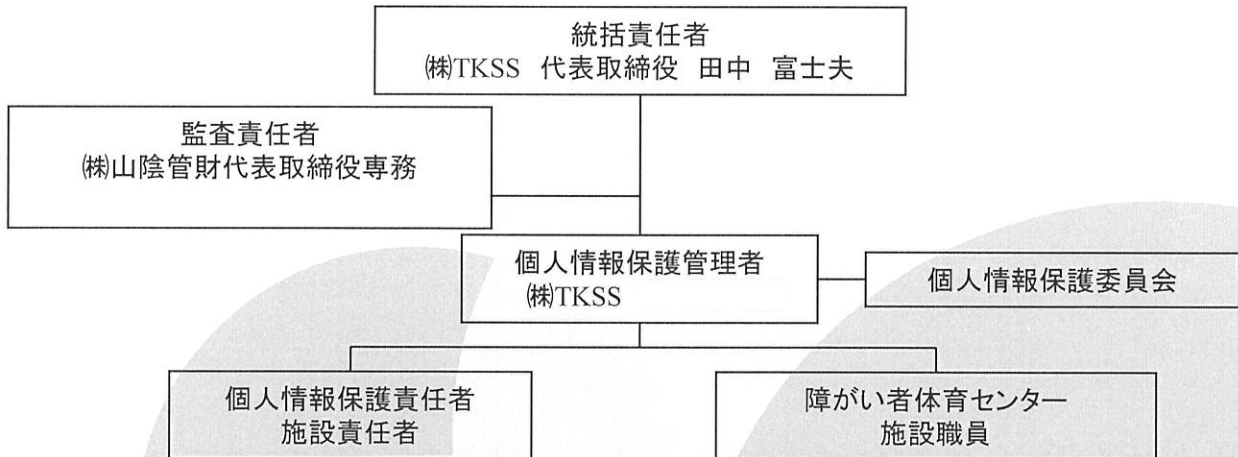 統括責任者
㈱TKSS 代表取締役 田中 富士夫
監査責任者
㈱山陰管財代表取締役専務
個人情報保護管理者
㈱TKSS
個人情報保護委員会
個人情報保護責任者
施設責任者
障がい者体育センター
施設職員